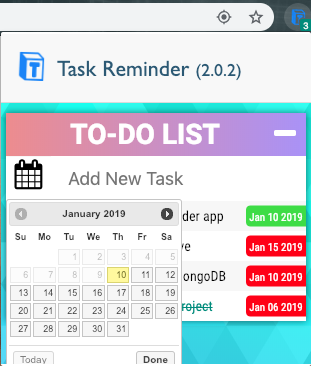 3
T Task Reminder (2.0.2)
TO-DO LIST
Add New Task
der app Jan 10 2019
ve Jan 15 2019
ongoDB Jan 10 2019
roject Jan 06 2019
January 2019
Su Mo Tu We Th Fr Sa
1 2 3 4 5
6 7 8 9 10 11 12
13 14 15 16 17 18 19
20 21 22 23 24 25 26
27 28 29 30 31
Today Done